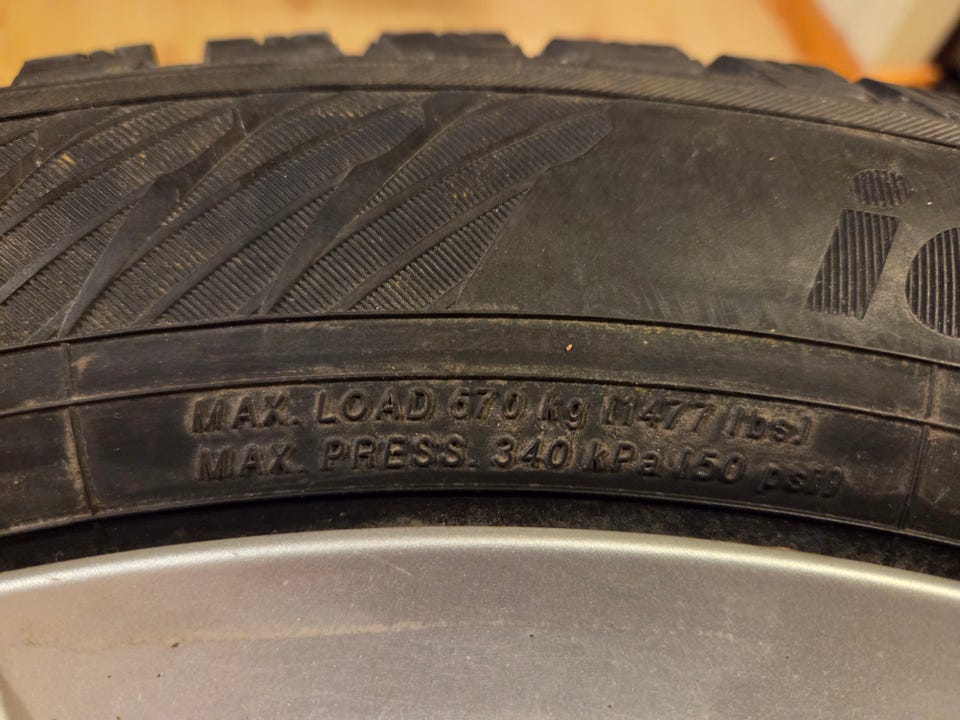 MAX. LOAD 670 kg (1477 lbs)
MAX. PRESS. 340 kPa (50 psi)